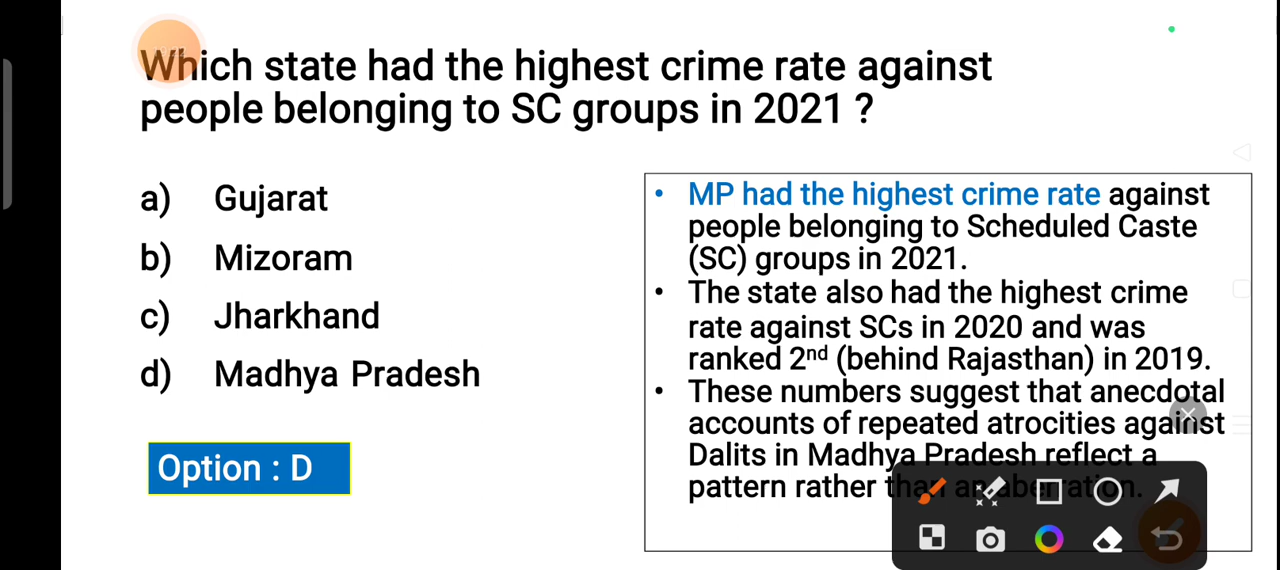 Which state had the highest crime rate against
people belonging to SC groups in 2021 ?
a) Gujarat
b) Mizoram
c) Jharkhand
d) Madhya Pradesh
Option : D
• MP had the highest crime rate against
people belonging to Scheduled Caste
(SC) groups in 2021.
• The state also had the highest crime
rate against SCs in 2020 and was
ranked 2nd (behind Rajasthan) in 2019.
• These numbers suggest that anecdotal
accounts of repeated atrocities against
Dalits in Madhya Pradesh reflect a
pattern rather than an aberration.